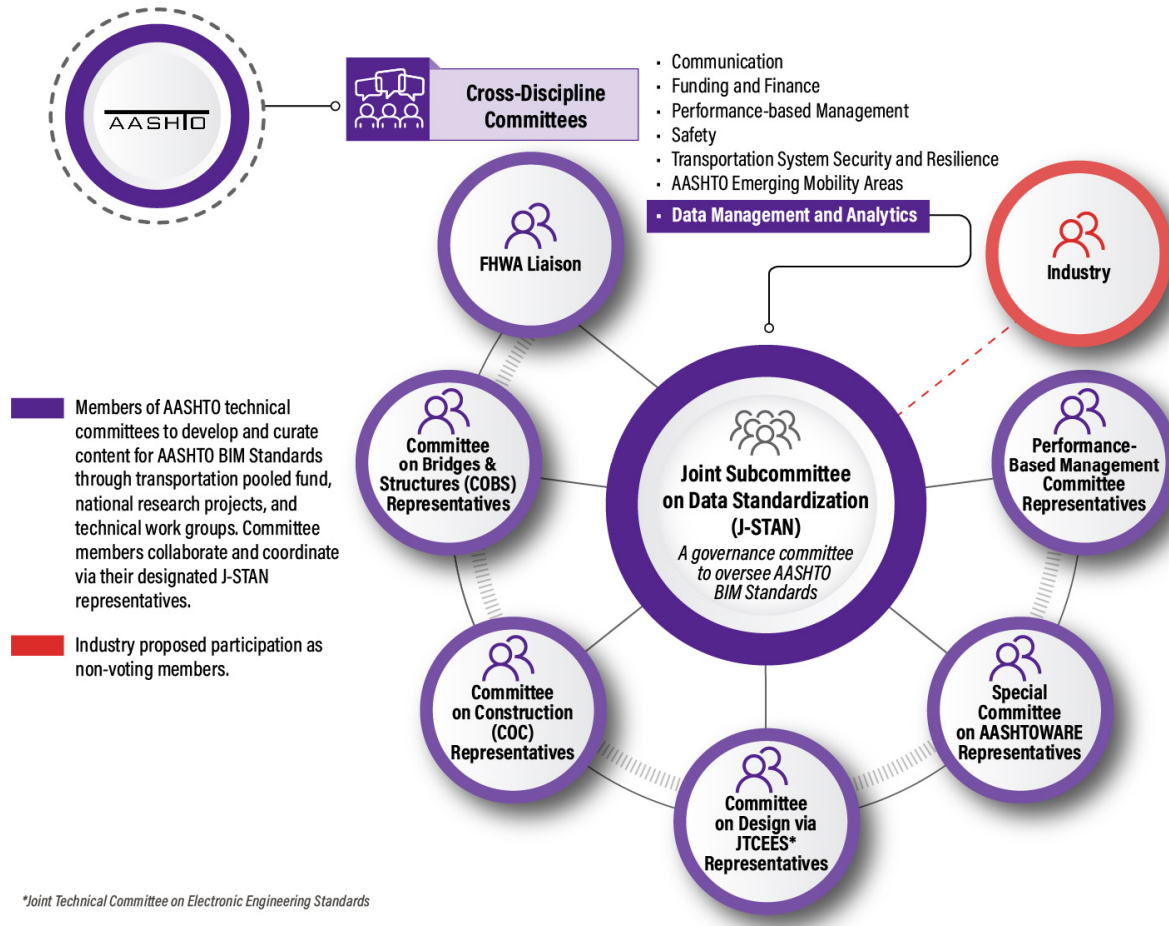 AASHTO
Cross-Discipline
Committees
▪ Communication
▪ Funding and Finance
▪ Performance-based Management
▪ Safety
▪ Transportation System Security and Resilience
▪ AASHTO Emerging Mobility Areas
▪ Data Management and Analytics
FHWA Liaison
Industry
Members of AASHTO technical
committees to develop and curate
content for AASHTO BIM Standards
through transportation pooled fund,
national research projects, and
technical work groups. Committee
members collaborate and coordinate
via their designated J-STAN
representatives.
Industry proposed participation as
non-voting members.
Committee
on Bridges &
Structures (COBS)
Representatives
Joint Subcommittee
on Data Standardization
(J-STAN)
A governance committee
to oversee AASHTO
BIM Standards
Performance-
Based Management
Committee
Representatives
Committee
on Construction
(COC)
Representatives
Committee
on Design via
JTCEES*
Representatives
Special
Committee
on AASHTOWARE
Representatives
*Joint Technical Committee on Electronic Engineering Standards